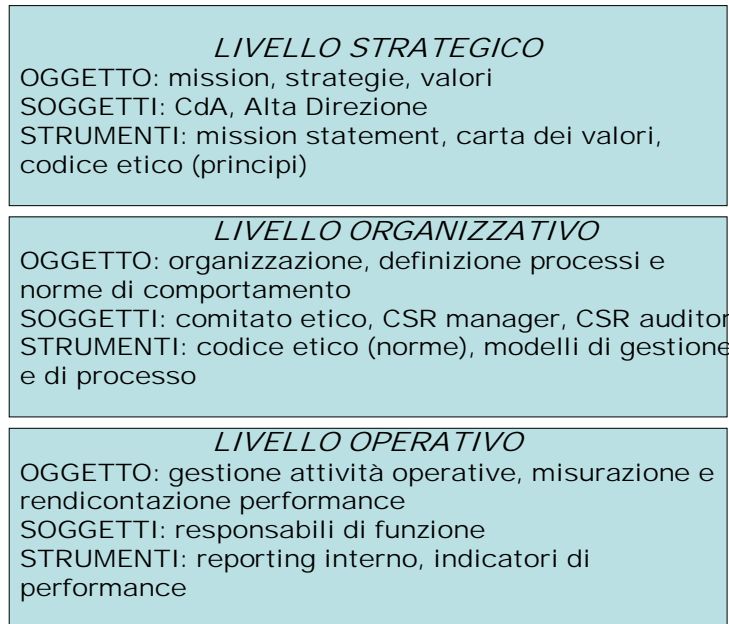 LIVELLO STRATEGICO
OGGETTO: mission, strategie, valori
SOGGETTI: CdA, Alta Direzione
STRUMENTI: mission statement, carta dei valori,
codice etico (principi)
LIVELLO ORGANIZZATIVO
OGGETTO: organizzazione, definizione processi e
norme di comportamento
SOGGETTI: comitato etico, CSR manager, CSR auditor
STRUMENTI: codice etico (norme), modelli di gestione
e di processo
LIVELLO OPERATIVO
OGGETTO: gestione attività operative, misurazione e
rendicontazione performance
SOGGETTI: responsabili di funzione
STRUMENTI: reporting interno, indicatori di
performance